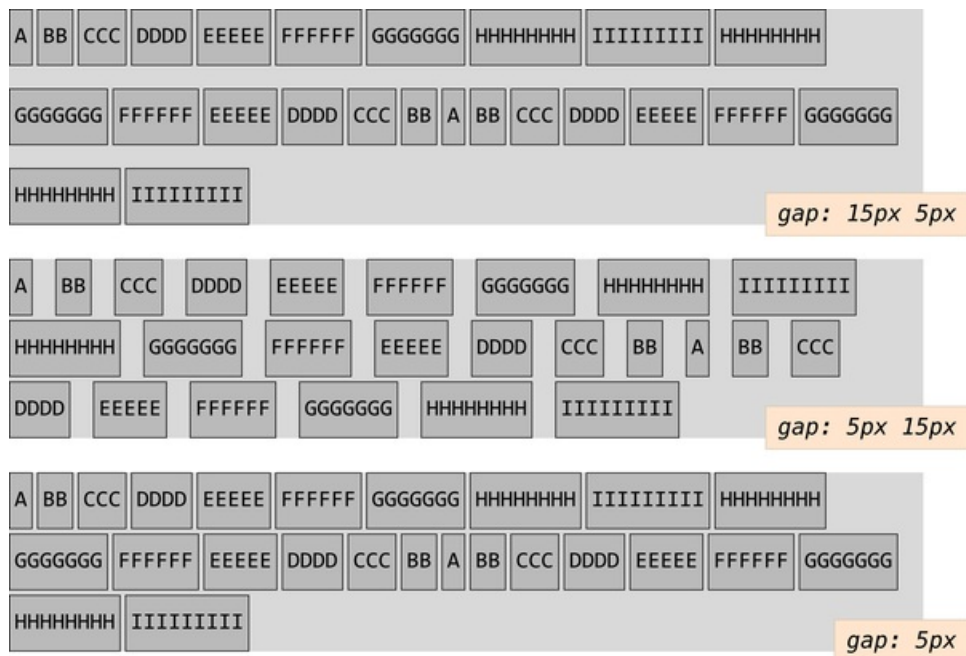 A BB CCC DDDD EEEEE FFFFFF GGGGGGG HHHHHHHH IIIIIIIII HHHHHHHH
GGGGGGG FFFFFF EEEEE DDDD CCC BB A BB CCC DDDD EEEEE FFFFFF GGGGGGG
HHHHHHHH IIIIIIIII
gap: 15px 5px
A BB CCC DDDD EEEEE FFFFFF GGGGGGG HHHHHHHH IIIIIIIII
HHHHHHHH GGGGGGG FFFFFF EEEEE DDDD CCC BB A BB CCC
DDDD EEEEE FFFFFF GGGGGGG HHHHHHHH IIIIIIIII
gap: 5px 15px
A BB CCC DDDD EEEEE FFFFFF GGGGGGG HHHHHHHH IIIIIIIII HHHHHHHH
GGGGGGG FFFFFF EEEEE DDDD CCC BB A BB CCC DDDD EEEEE FFFFFF GGGGGGG
HHHHHHHH IIIIIIIII
gap: 5px